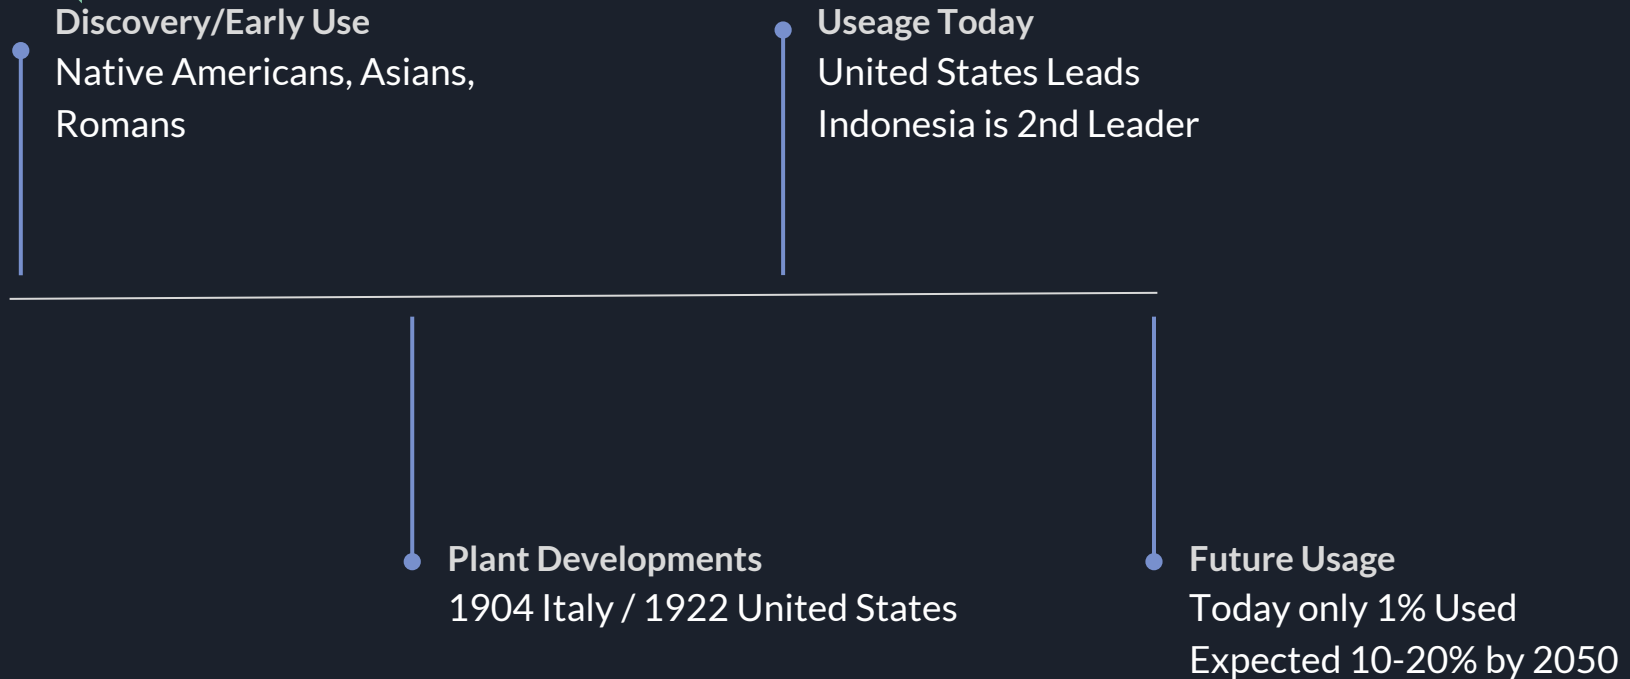 Discovery/Early Use
Native Americans, Asians,
Romans
Useage Today
United States Leads
Indonesia is 2nd Leader
Plant Developments
1904 Italy / 1922 United States
Future Usage
Today only 1% Used
Expected 10-20% by 2050